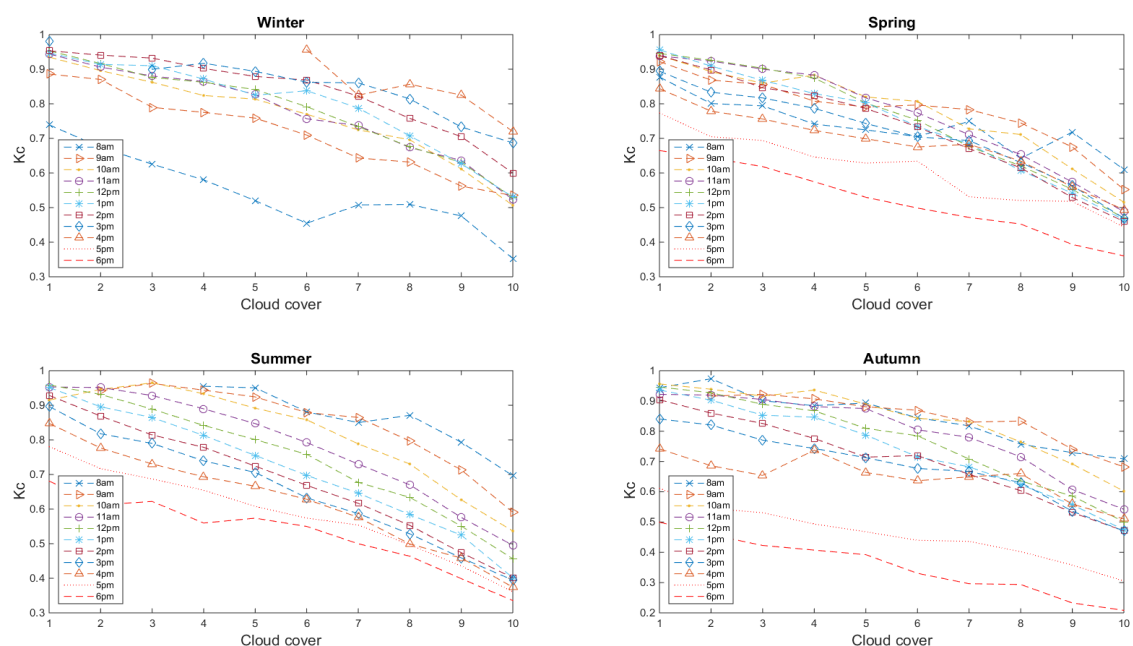 Winter
Kc
1
0.9
0.8
0.7
0.6
0.5
0.4
0.3
8am
9am
10am
11am
12pm
1pm
2pm
3pm
4pm
5pm
6pm
1 2 3 4 5 6 7 8 9 10
Cloud cover
Spring
Kc
1
0.9
0.8
0.7
0.6
0.5
0.4
0.3
8am
9am
10am
11am
12pm
1pm
2pm
3pm
4pm
5pm
6pm
1 2 3 4 5 6 7 8 9 10
Cloud cover
Summer
Kc
1
0.9
0.8
0.7
0.6
0.5
0.4
0.3
8am
9am
10am
11am
12pm
1pm
2pm
3pm
4pm
5pm
6pm
1 2 3 4 5 6 7 8 9 10
Cloud cover
Autumn
Kc
1
0.9
0.8
0.7
0.6
0.5
0.4
0.3
0.2
8am
9am
10am
11am
12pm
1pm
2pm
3pm
4pm
5pm
6pm
1 2 3 4 5 6 7 8 9 10
Cloud cover